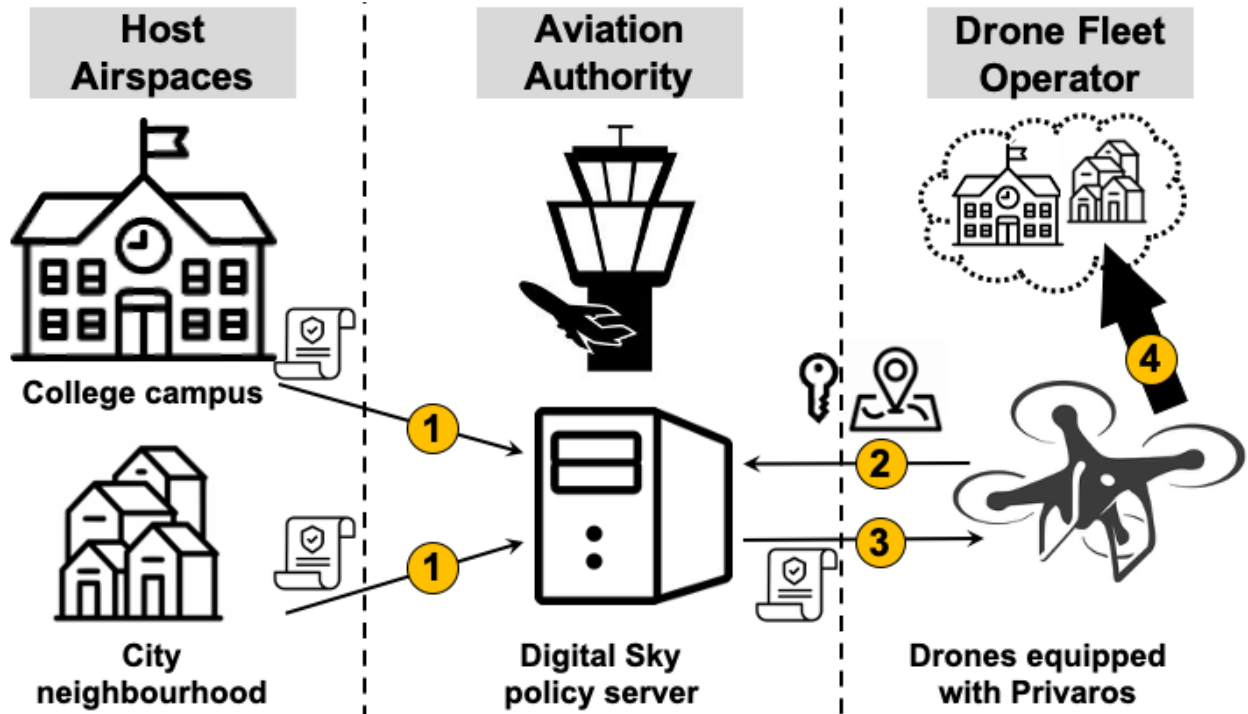 Host
Airspaces
Aviation
Authority
Drone Fleet
Operator
College campus
1
4
2
1
3
City
neighbourhood
Digital Sky
policy server
Drones equipped
with Privaros